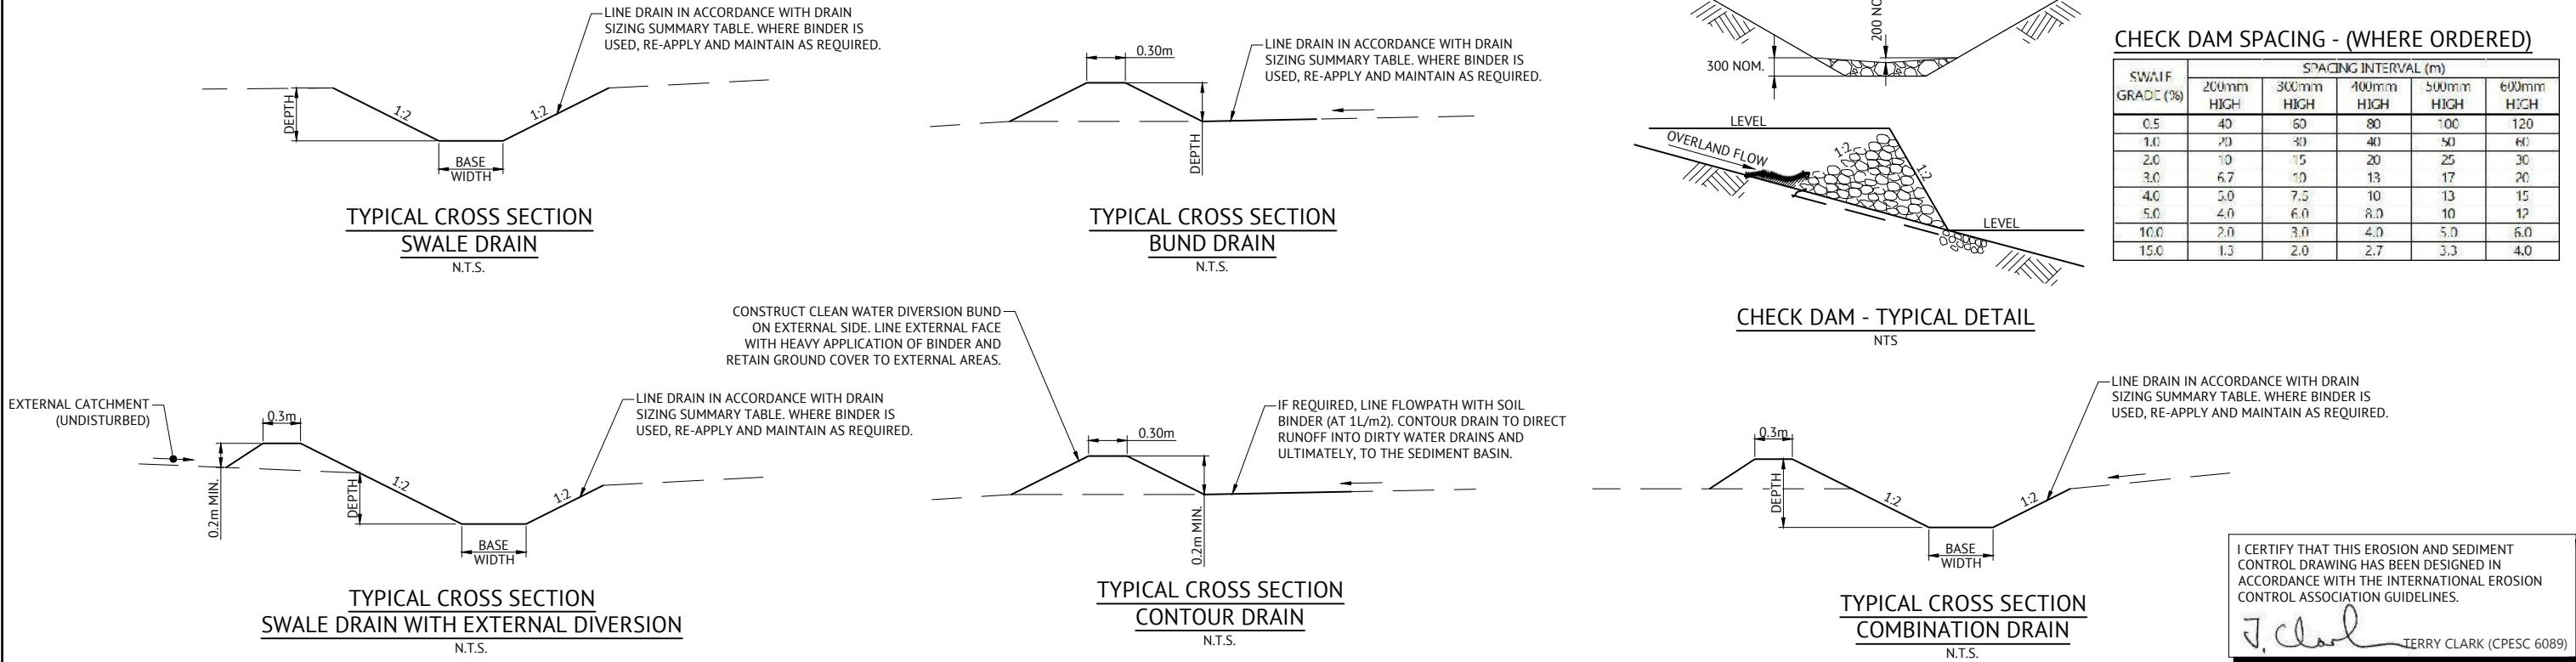 LINE DRAIN IN ACCORDANCE WITH DRAIN
SIZING SUMMARY TABLE. WHERE BINDER IS
USED, RE-APPLY AND MAINTAIN AS REQUIRED.
DEPTH
1:2
1:2
BASE
WIDTH
TYPICAL CROSS SECTION
SWALE DRAIN
N.T.S.
0.30m
LINE DRAIN IN ACCORDANCE WITH DRAIN
SIZING SUMMARY TABLE. WHERE BINDER IS
USED, RE-APPLY AND MAINTAIN AS REQUIRED.
DEPTH
TYPICAL CROSS SECTION
BUND DRAIN
N.T.S.
300 NOM.
200
LEVEL
OVERLAND FLOW
1:2
1:2
LEVEL
CHECK DAM - TYPICAL DETAIL
NTS
CHECK DAM SPACING - (WHERE ORDERED)
SWALE GRADE (%) SPACING INTERVAL (m)
200mm HIGH 300mm HIGH 400mm HIGH 500mm HIGH 600mm HIGH
0.5 40 60 80 100 120
1.0 20 30 40 50 60
2.0 10 15 20 25 30
3.0 6.7 10 13 17 20
4.0 5.0 7.5 10 13 15
5.0 4.0 6.0 8.0 10 12
10.0 2.0 3.0 4.0 5.0 6.0
15.0 1.3 2.0 2.7 3.3 4.0
EXTERNAL CATCHMENT
(UNDISTURBED)
0.3m
0.2m MIN.
DEPTH
1:2
1:2
BASE
WIDTH
LINE DRAIN IN ACCORDANCE WITH DRAIN
SIZING SUMMARY TABLE. WHERE BINDER IS
USED, RE-APPLY AND MAINTAIN AS REQUIRED.
TYPICAL CROSS SECTION
SWALE DRAIN WITH EXTERNAL DIVERSION
N.T.S.
CONSTRUCT CLEAN WATER DIVERSION BUND
ON EXTERNAL SIDE. LINE EXTERNAL FACE
WITH HEAVY APPLICATION OF BINDER AND
RETAIN GROUND COVER TO EXTERNAL AREAS.
0.30m
IF REQUIRED, LINE FLOWPATH WITH SOIL
BINDER (AT 1L/m2). CONTOUR DRAIN TO DIRECT
RUNOFF INTO DIRTY WATER DRAINS AND
ULTIMATELY, TO THE SEDIMENT BASIN.
0.2m MIN.
TYPICAL CROSS SECTION
CONTOUR DRAIN
N.T.S.
LINE DRAIN IN ACCORDANCE WITH DRAIN
SIZING SUMMARY TABLE. WHERE BINDER IS
USED, RE-APPLY AND MAINTAIN AS REQUIRED.
0.3m
DEPTH
1:2
1:2
BASE
WIDTH
TYPICAL CROSS SECTION
COMBINATION DRAIN
N.T.S.
I CERTIFY THAT THIS EROSION AND SEDIMENT
CONTROL DRAWING HAS BEEN DESIGNED IN
ACCORDANCE WITH THE INTERNATIONAL EROSION
CONTROL ASSOCIATION GUIDELINES.
T. Clark
TERRY CLARK (CPESC 6089)